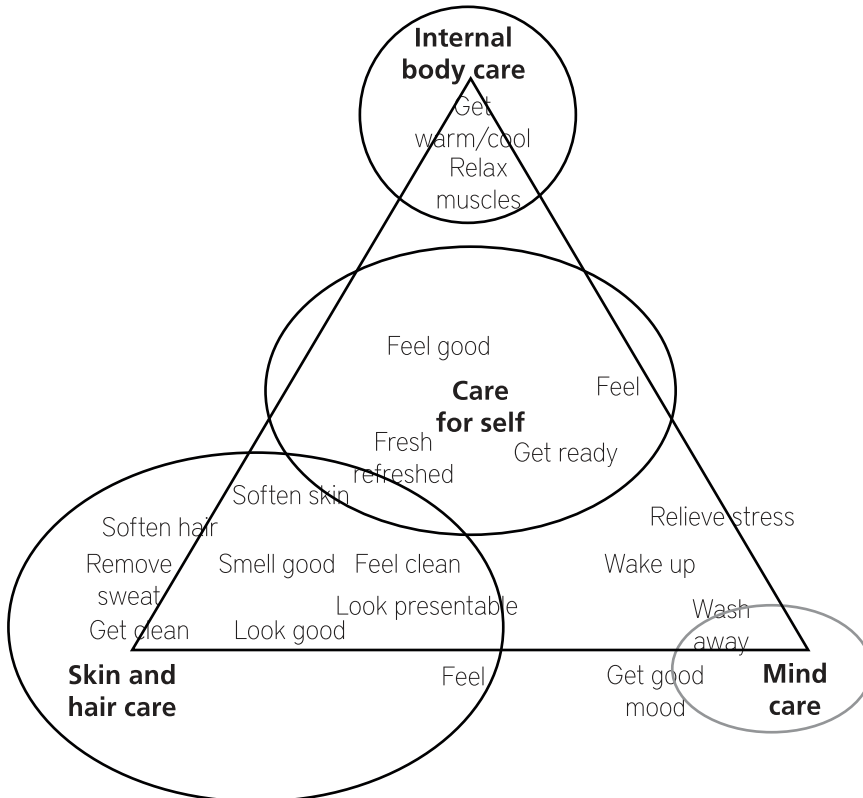 Internal
body care
Get
warm/cool
Relax
muscles
Feel good
Care
for self
Feel
Fresh
refreshed
Get ready
Soften skin
Soften hair
Relieve stress
Remove
sweat
Smell good
Feel clean
Wake up
Look presentable
Wash
away
Get clean
Look good
Skin and
hair care
Feel
Get good
mood
Mind
care